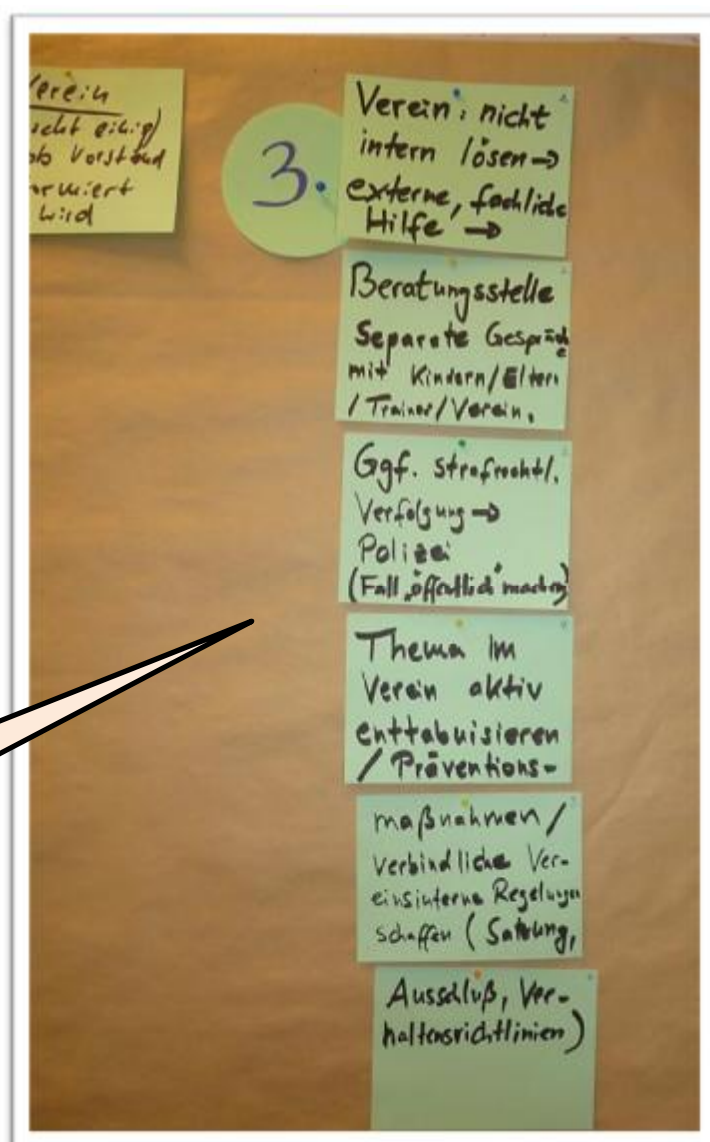 Verein
nicht einig)
ob Vorstand
wird
3.
Verein: nicht
intern lösen →
externe, fachliche
Hilfe →
Beratungsstelle
Separate Gespräche
mit Kindern/Eltern
/Trainer/Verein.
Ggf. strafrechtl.
Verfolgung →
Polizei
(Fall „öffentlich" machen)
Thema im
Verein aktiv
enttabuisieren
/ Präventions-
maßnahmen /
verbindliche Ver-
einsinterne Regelungen
schaffen (Satzung,
Ausschluß, Ver-
haltensrichtlinien)